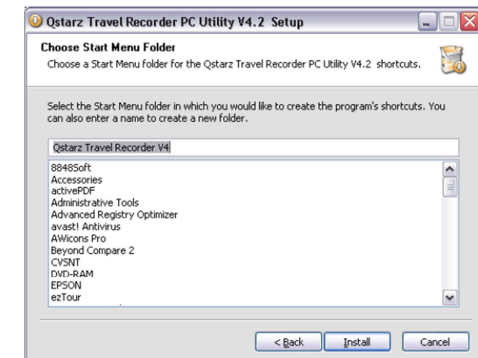 Qstarz Travel Recorder PC Utility V4.2 Setup
Choose Start Menu Folder
Choose a Start Menu folder for the Qstarz Travel Recorder PC Utility V4.2 shortcuts.
Select the Start Menu folder in which you would like to create the program's shortcuts. You
can also enter a name to create a new folder.
Qstarz Travel Recorder V4
8848Soft
Accessories
activePDF
Administrative Tools
Advanced Registry Optimizer
avast! Antivirus
AWicons Pro
Beyond Compare 2
CVSNT
DVD-RAM
EPSON
ezTour
< Back
Install
Cancel